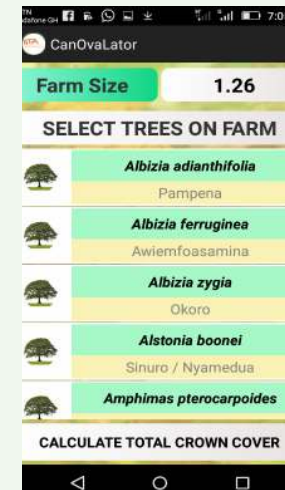 CanOvaLator
Farm Size 1.26
SELECT TREES ON FARM
Albizia adianthifolia
Pampena
Albizia ferruginea
Awiemfoasamina
Albizia zygia
Okoro
Alstonia boonei
Sinuro / Nyamedua
Amphimas pterocarpoides
CALCULATE TOTAL CROWN COVER